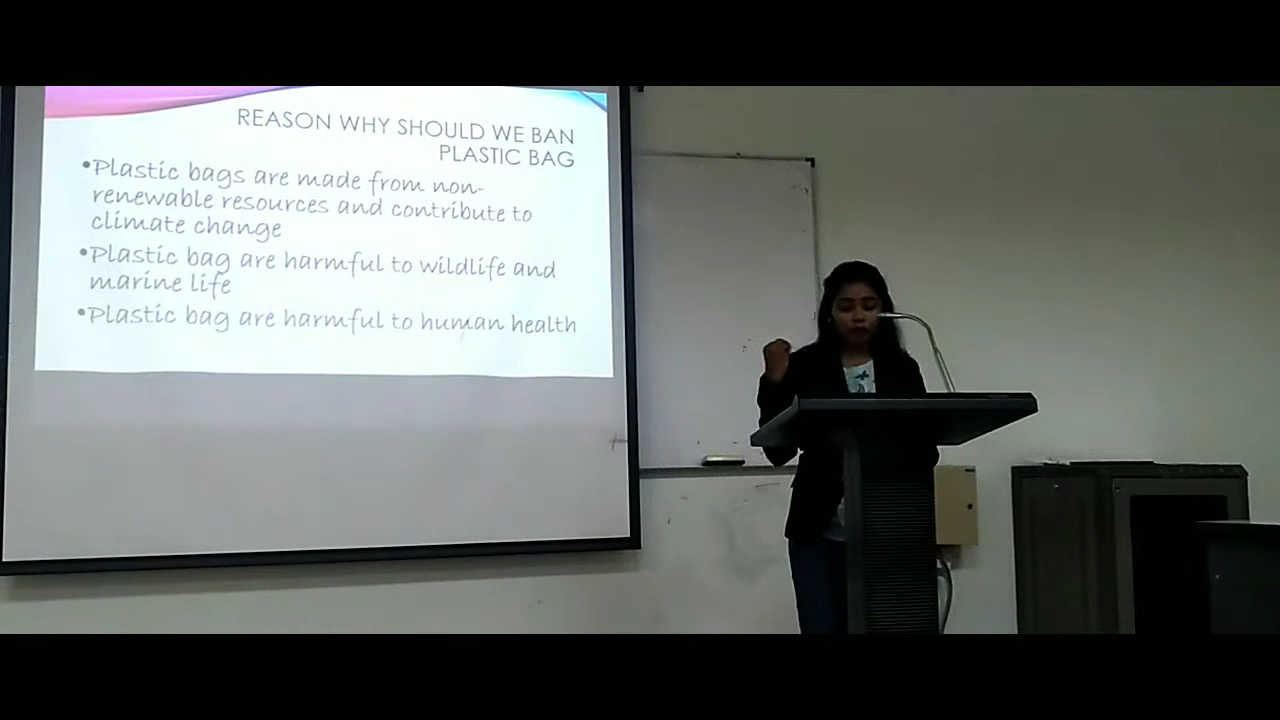 REASON WHY SHOULD WE BAN
PLASTIC BAG
•Plastic bags are made from non-
renewable resources and contribute to
climate change
•Plastic bag are harmful to wildlife and
marine life
•Plastic bag are harmful to human health